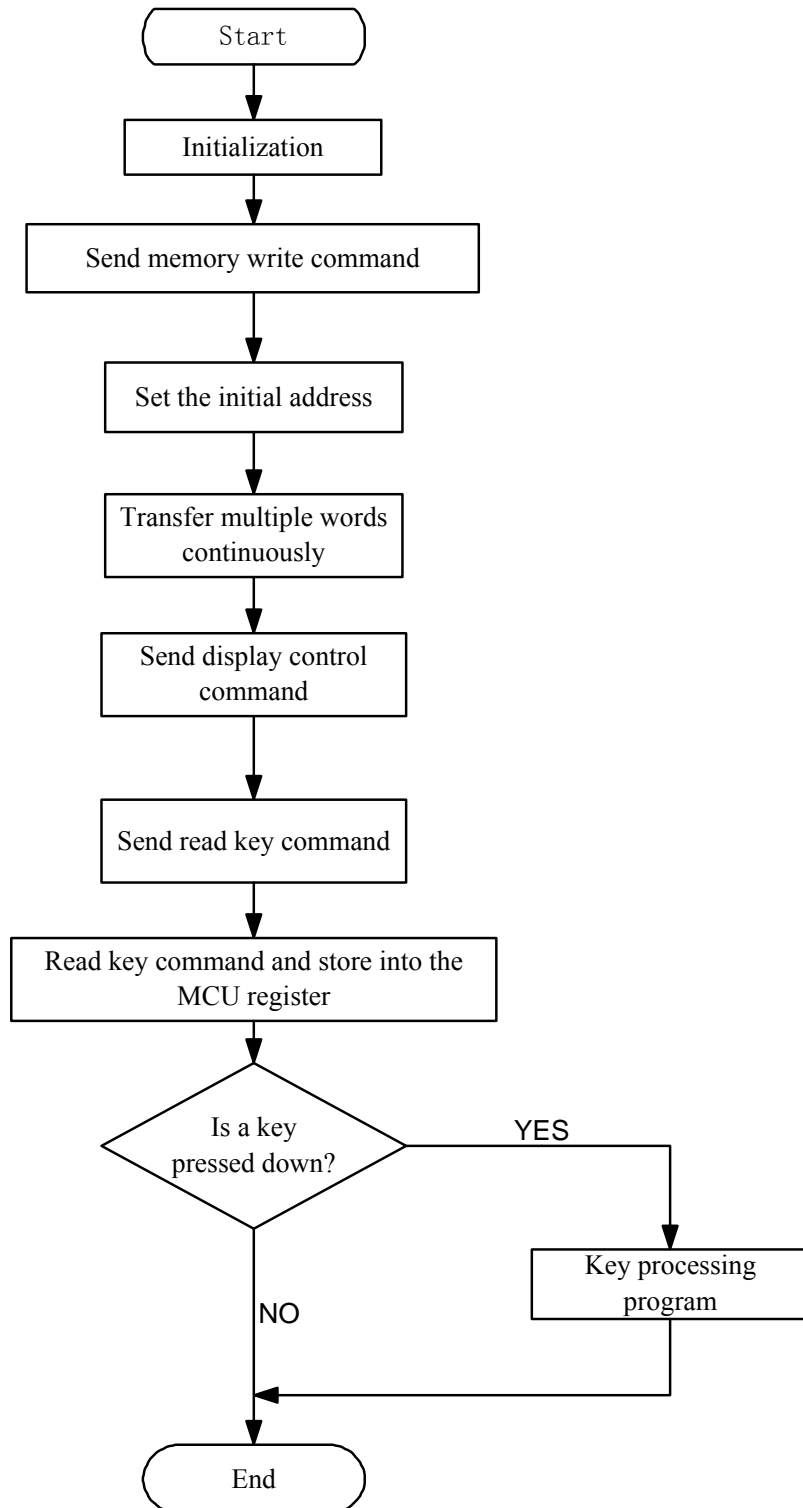 Start
Initialization
Send memory write command
Set the initial address
Transfer multiple words
continuously
Send display control
command
Send read key command
Read key command and store into the
MCU register
Is a key
pressed down?
YES
Key processing
program
NO
End